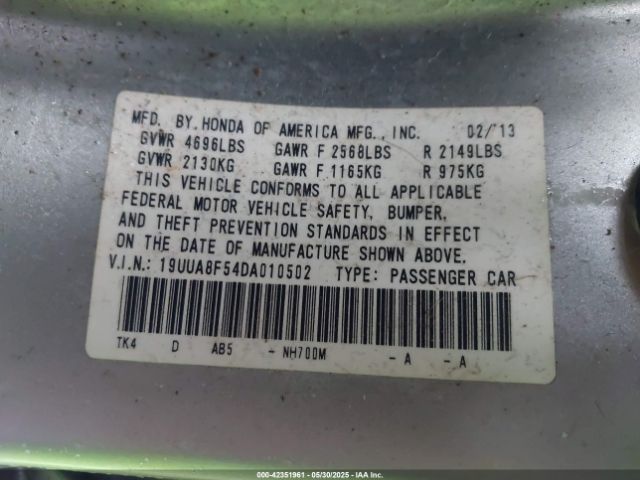 MFD. BY HONDA OF AMERICA MFG., INC. 02/'13
GVWR 4696LBS GAWR F 2568LBS R 2149LBS
GVWR 2130KG GAWR F 1165KG R 975KG
THIS VEHICLE CONFORMS TO ALL APPLICABLE
FEDERAL MOTOR VEHICLE SAFETY, BUMPER,
AND THEFT PREVENTION STANDARDS IN EFFECT
ON THE DATE OF MANUFACTURE SHOWN ABOVE.
V.I.N.: 19UUA8F54DA010502 TYPE: PASSENGER CAR
TK4 D AB5 - NH700M - A - A
000-42351961 - 05/30/2025 - IAA Inc.